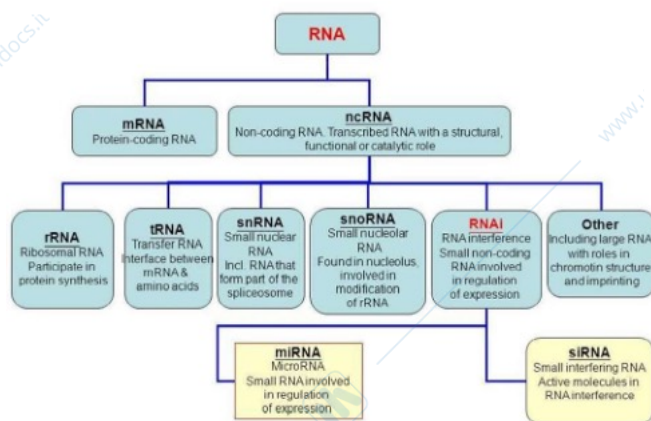 RNA
mRNA
Protein-coding RNA
ncRNA
Non-coding RNA. Transcribed RNA with a structural,
functional or catalytic role
rRNA
Ribosomal RNA
Participate in
protein synthesis
tRNA
Transfer RNA
Interface between
mRNA &
amino acids
snRNA
Small nuclear
RNA
Incl. RNA that
form part of the
spliceosome
snoRNA
Small nucleolar
RNA
Found in nucleolus,
involved in
modification
of rRNA
RNAi
RNA interference
Small non-coding
RNA involved
in regulation
of expression
Other
Including large RNA
with roles in
chromotin structure
and imprinting
miRNA
MicroRNA
Small RNA involved
in regulation
of expression
siRNA
Small interfering RNA
Active molecules in
RNA interference
docs.it
www.